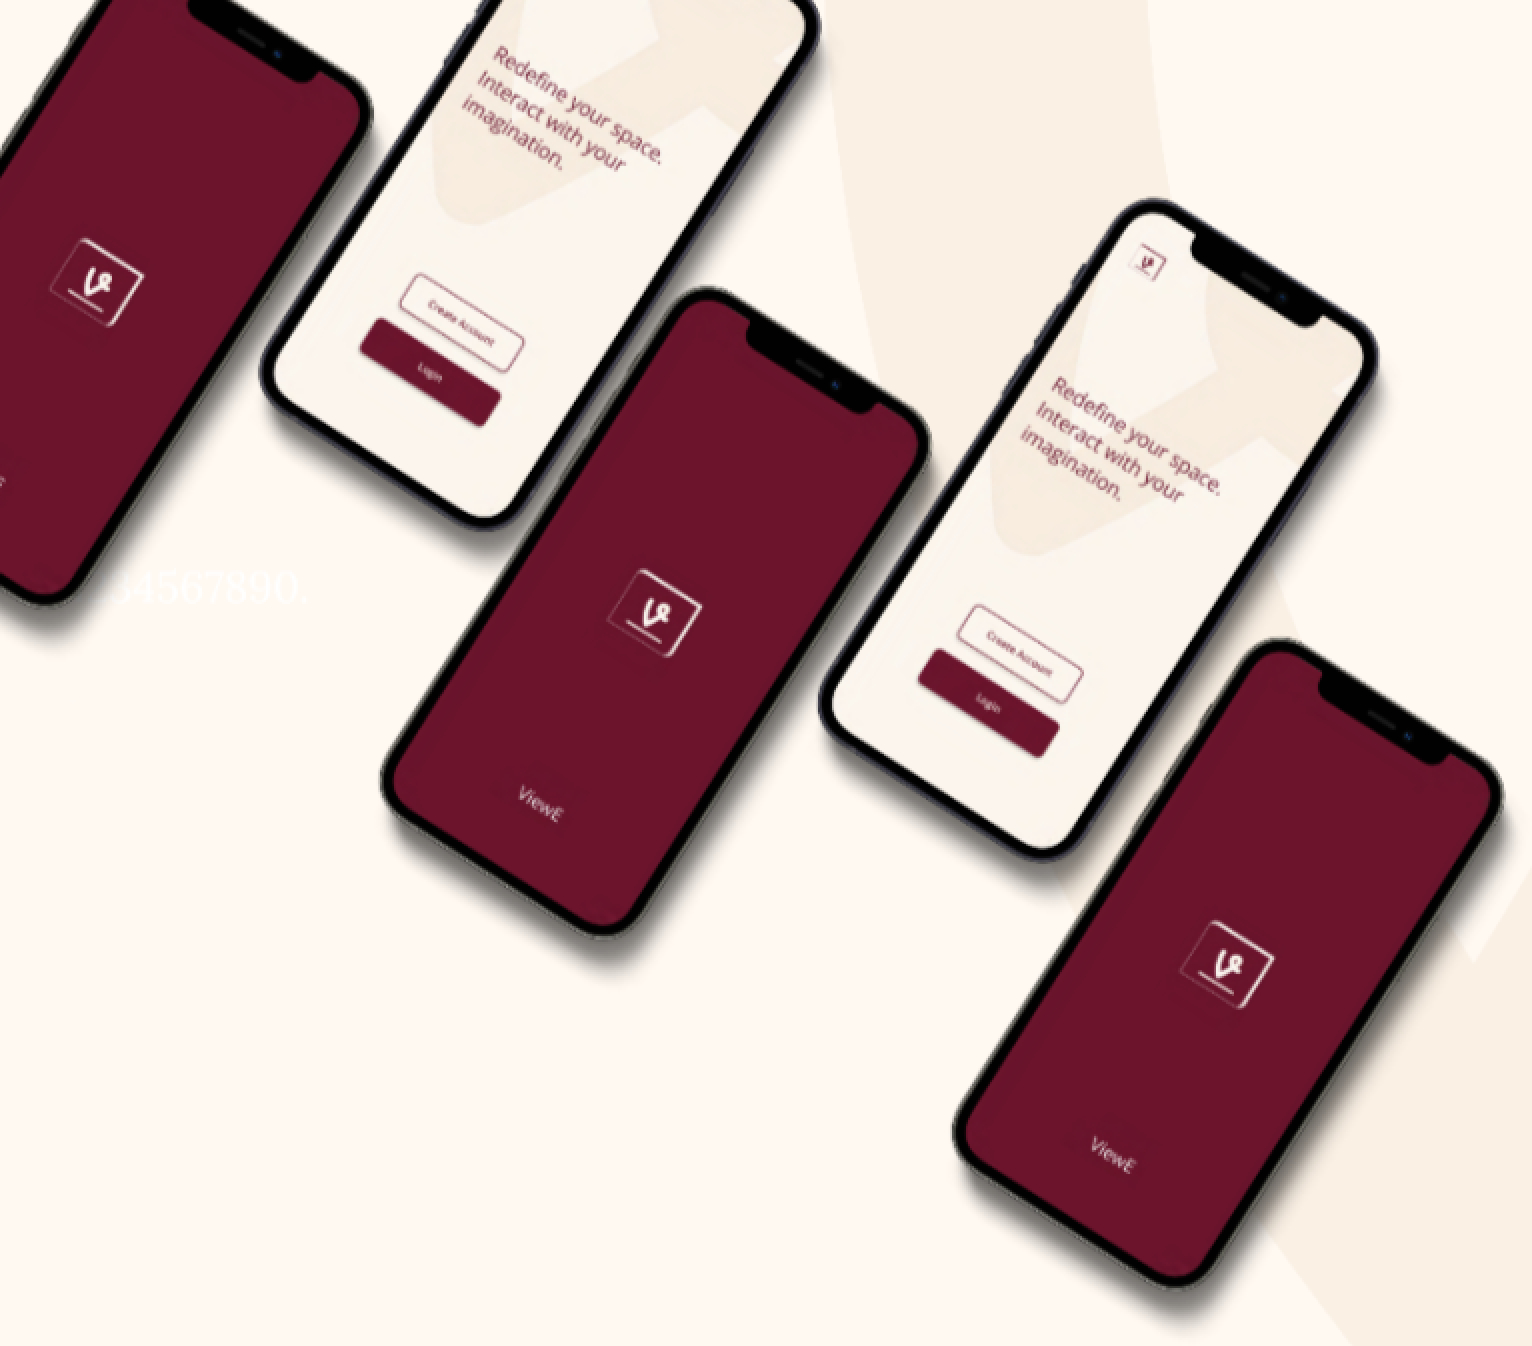 Redefine your space.
Interact with your
imagination.
Create Account
Login
Redefine your space.
Interact with your
imagination.
Create Account
Login
34567890.
ViewE
ViewE